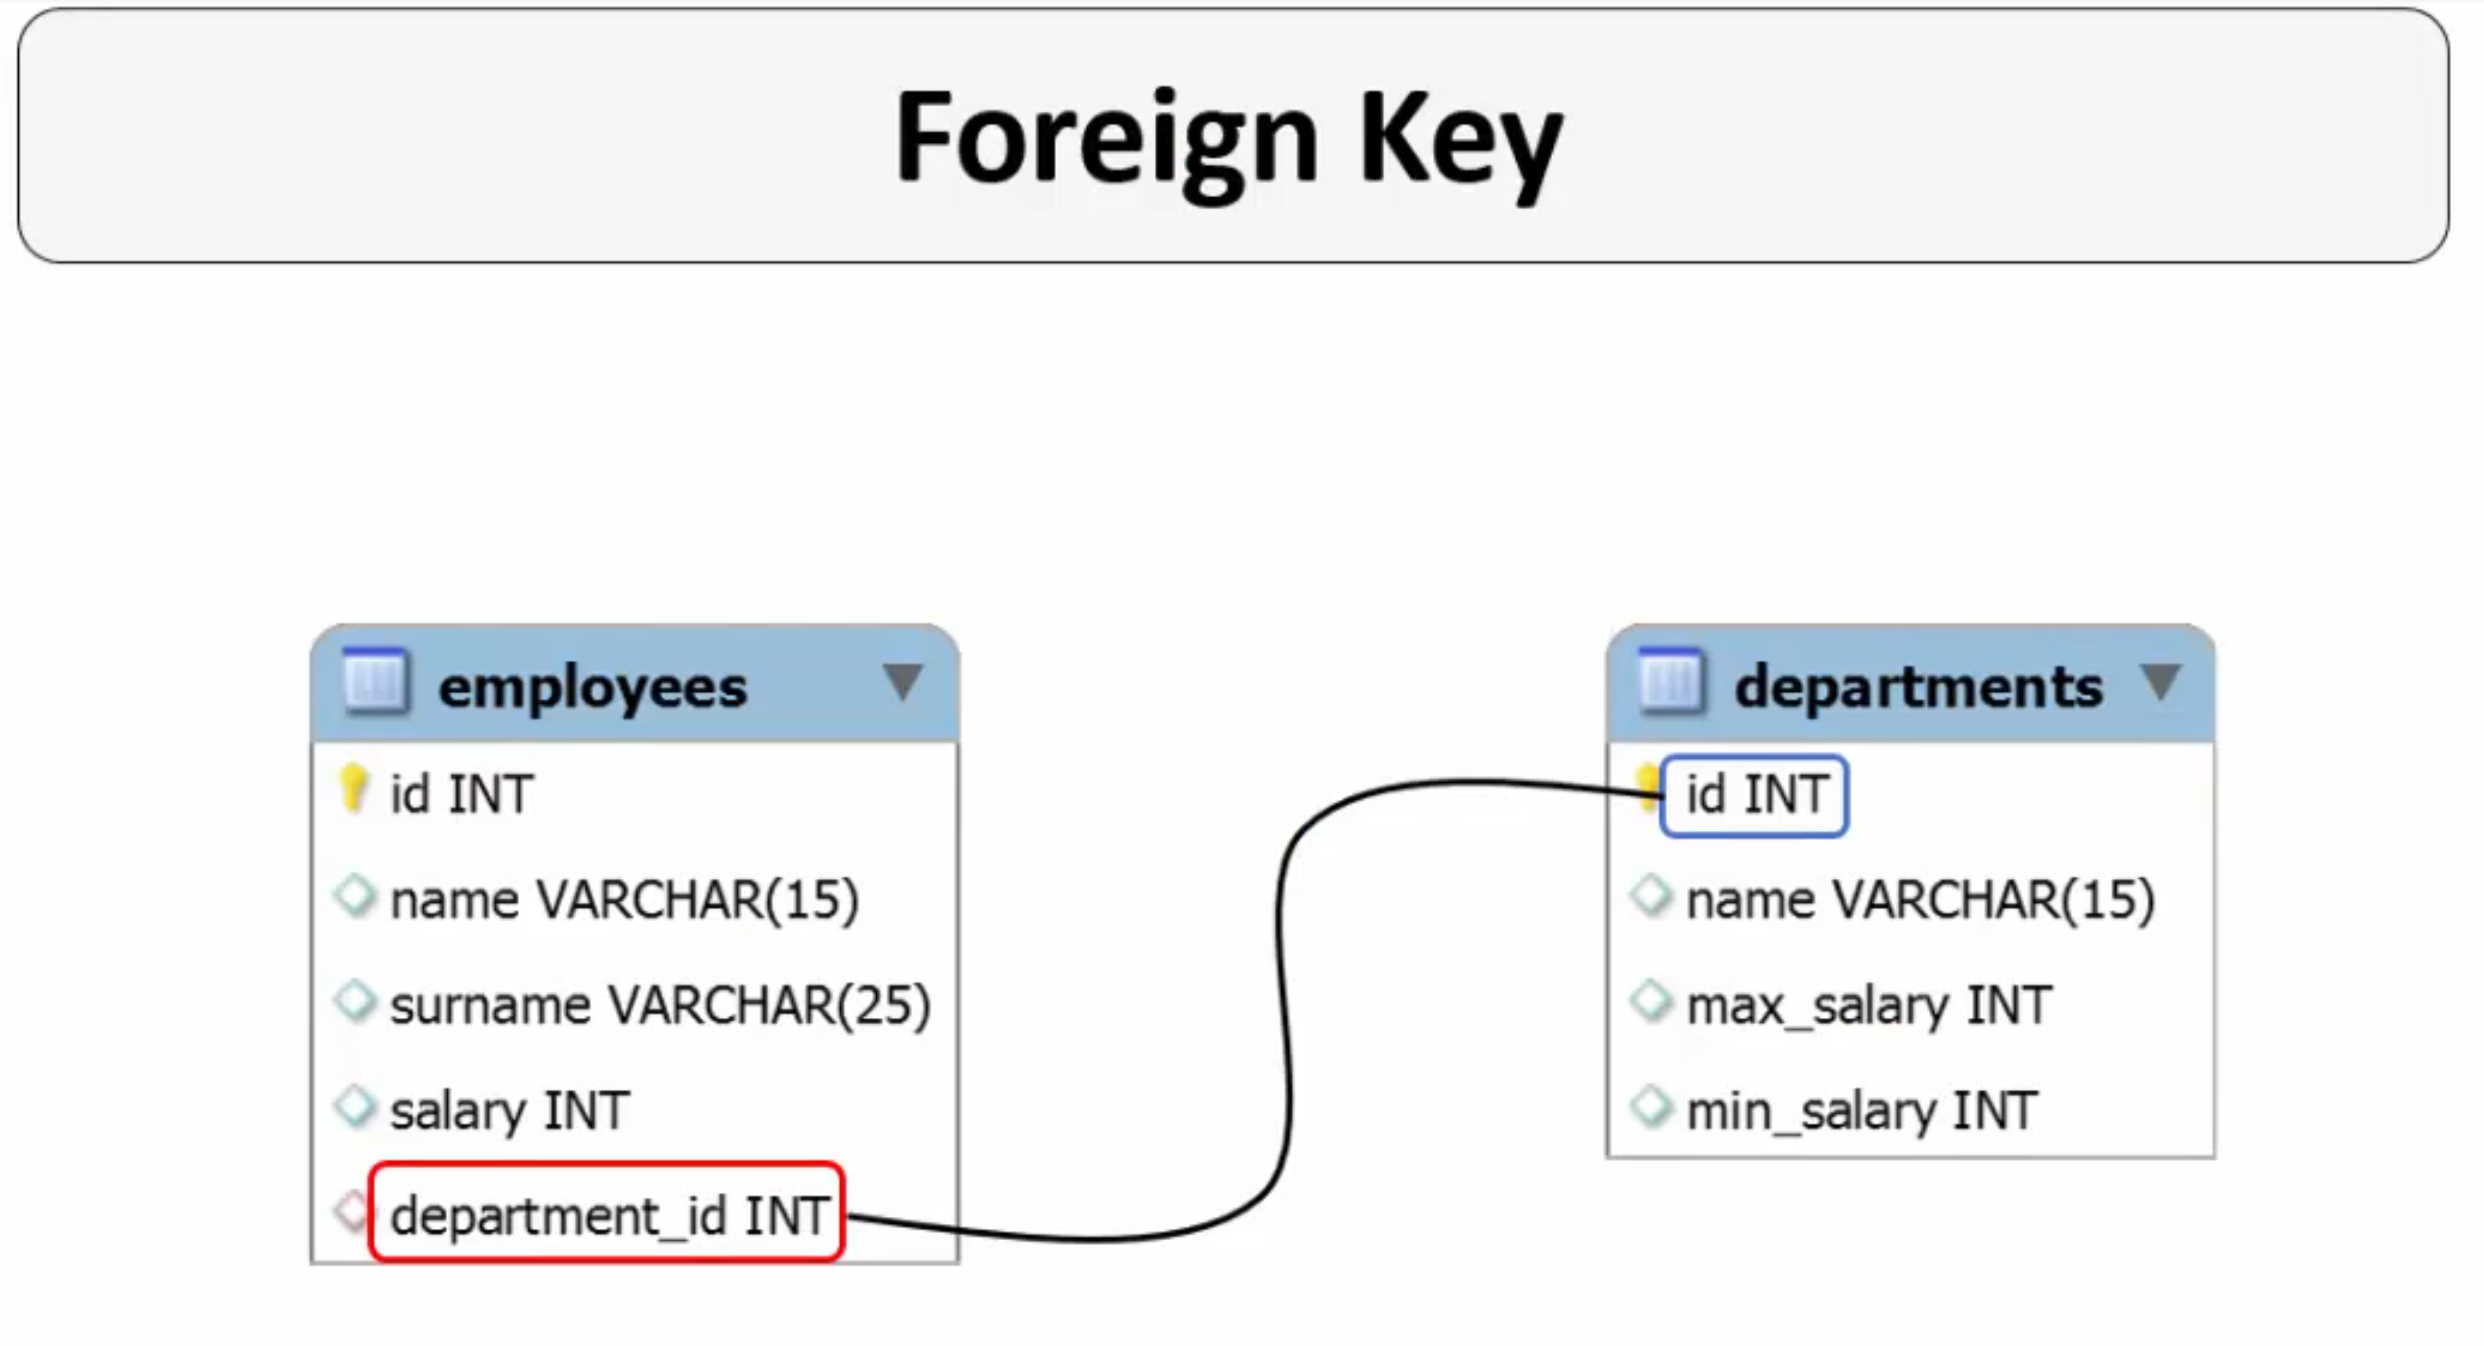 Foreign Key
employees
id INT
name VARCHAR(15)
surname VARCHAR(25)
salary INT
department_id INT
departments
id INT
name VARCHAR(15)
max_salary INT
min_salary INT